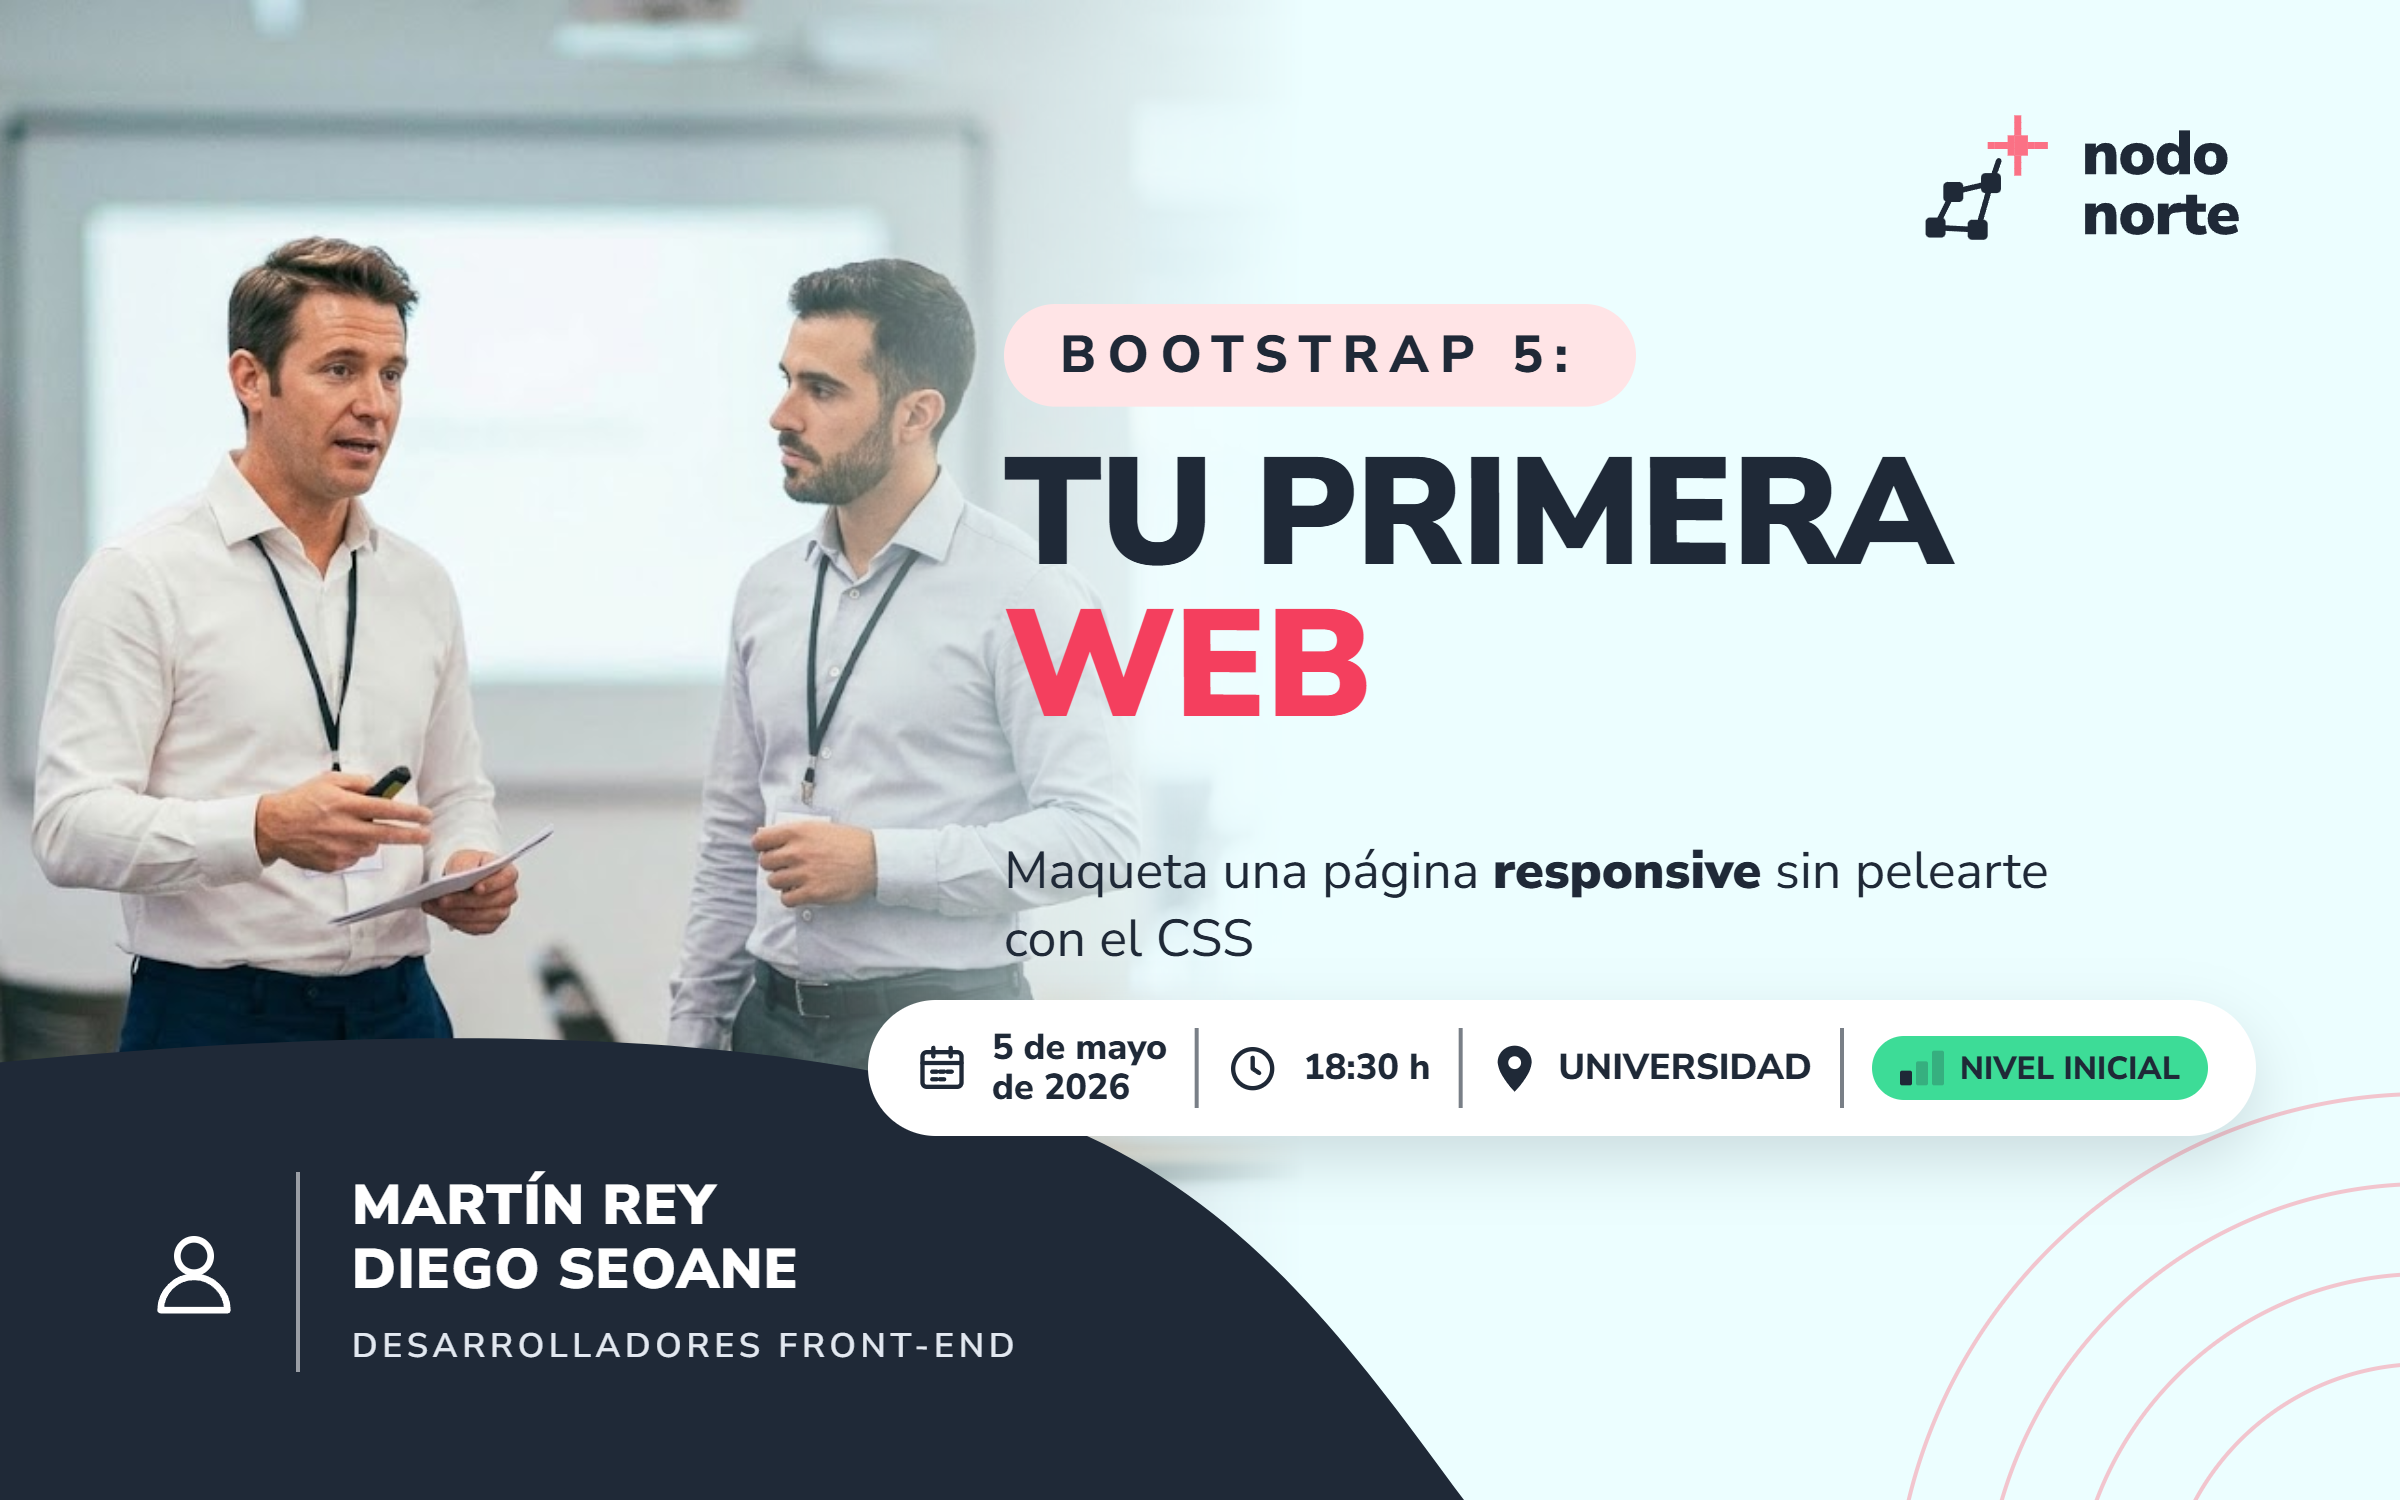 nodo
norte
BOOTSTRAP 5:
TU PRIMERA
WEB
Maqueta una página responsive sin pelearte
con el CSS
5 de mayo
de 2026
18:30 h
UNIVERSIDAD
NIVEL INICIAL
MARTÍN REY
DIEGO SEOANE
DESARROLLADORES FRONT-END